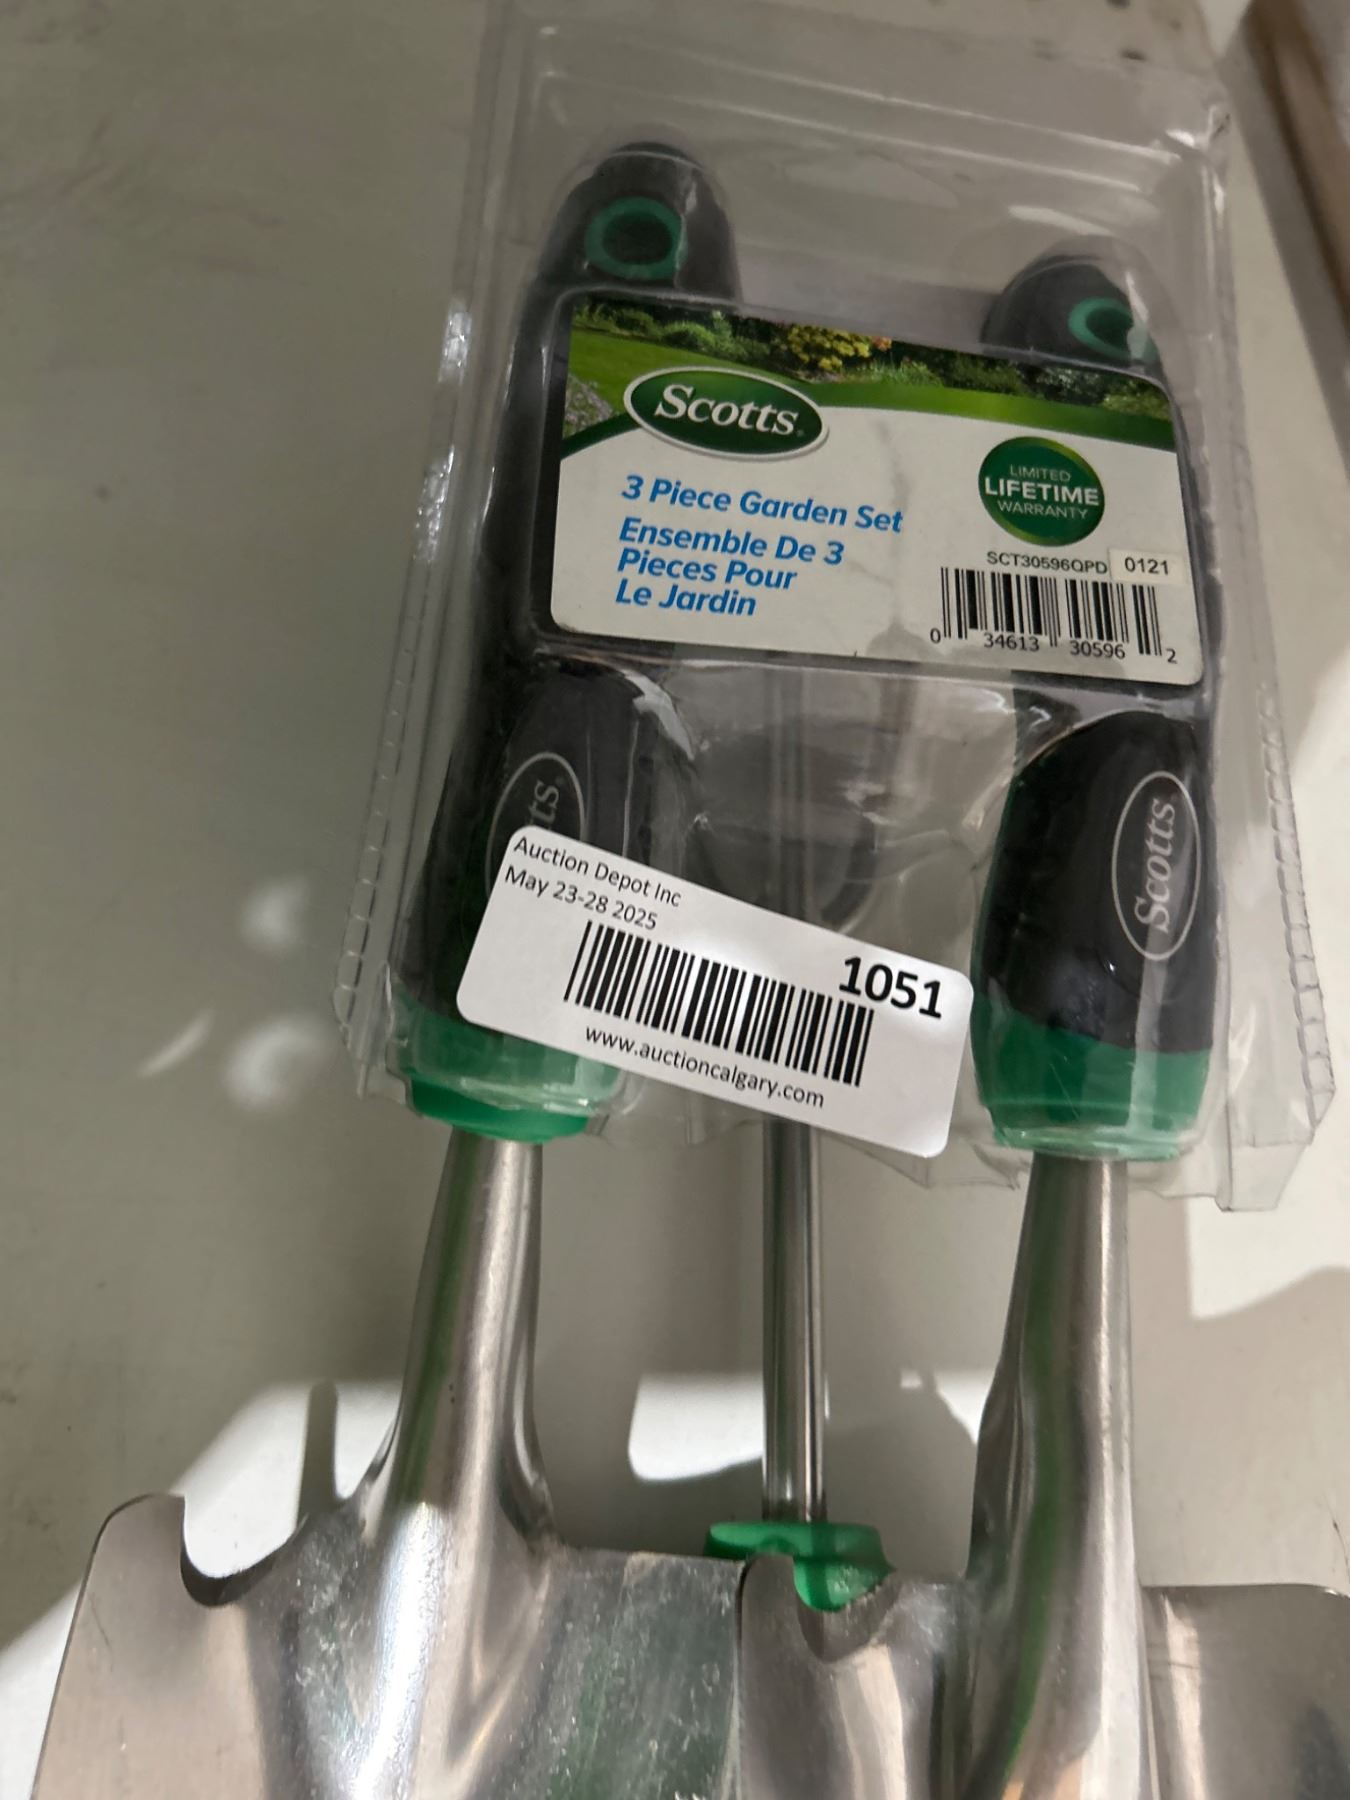 Scotts
3 Piece Garden Set
Ensemble De 3
Pieces Pour
Le Jardin
LIMITED
LIFETIME
WARRANTY
SCT30596QPD 0121
0 34613 30596 2
Scotts
Auction Depot Inc
May 23-28 2025
1051
www.auctioncalgary.com